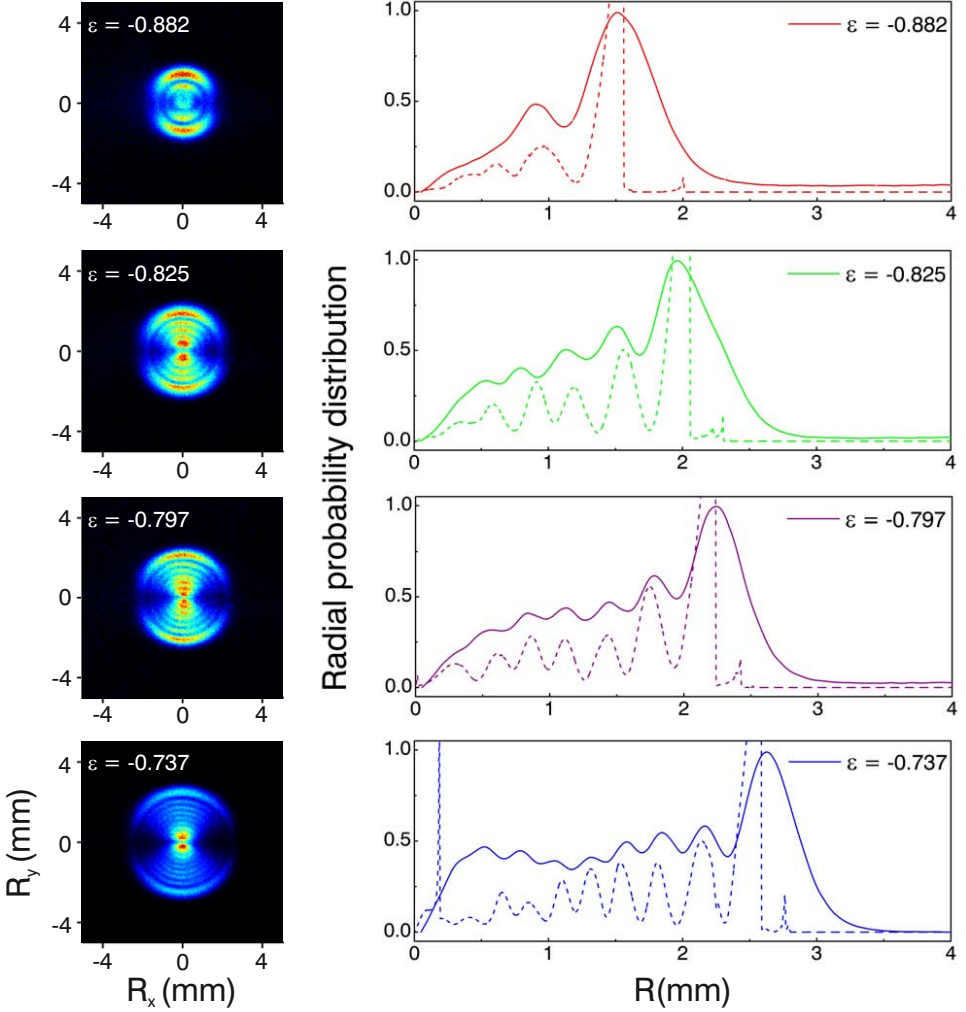 4
ε = -0.882
0
-4
-4 0 4
1.0
0.5
0.0
ε = -0.882
0 1 2 3 4
4
ε = -0.825
0
-4
-4 0 4
1.0
0.5
0.0
ε = -0.825
0 1 2 3 4
4
ε = -0.797
0
-4
-4 0 4
1.0
0.5
0.0
ε = -0.797
0 1 2 3 4
4
ε = -0.737
0
-4
-4 0 4
1.0
0.5
0.0
ε = -0.737
0 1 2 3 4
R_y (mm)
R_x (mm)
Radial probability distribution
R(mm)